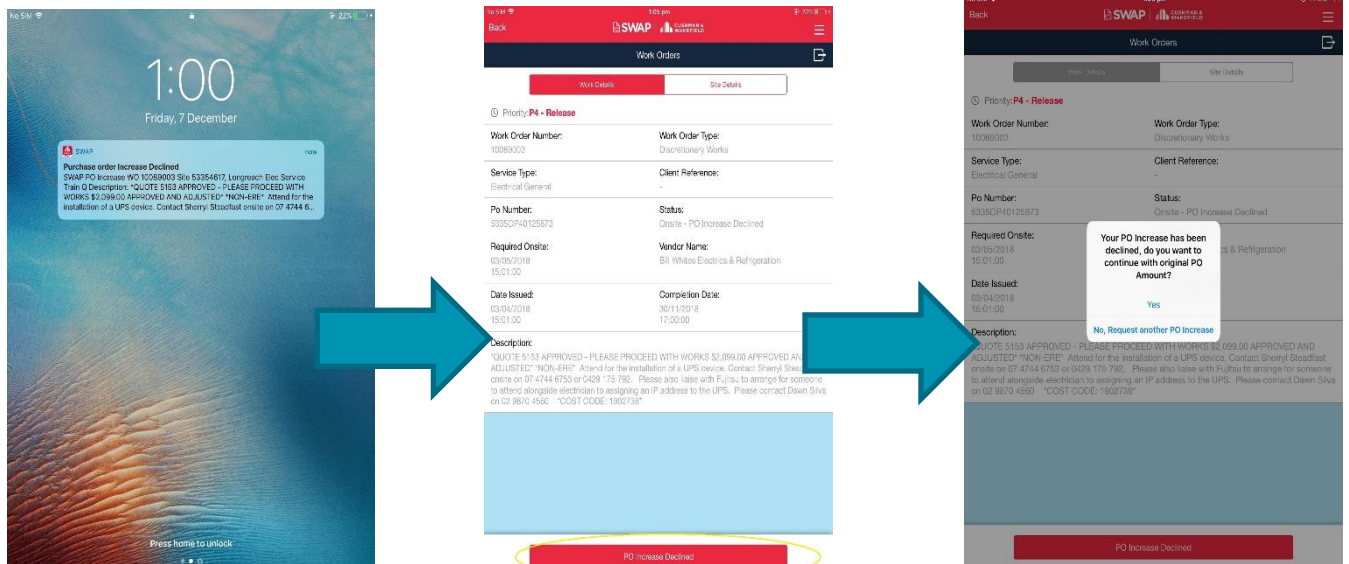 No SIM
22%
1:00
Friday, 7 December
SWAP
now
Purchase order Increase Declined
SWAP PO Increase WO 10089003 Site 53354617, Longreach Elec Service
Train Q Description: *QUOTE 5153 APPROVED - PLEASE PROCEED WITH
WORKS $2,099.00 APPROVED AND ADJUSTED* *NON-ERE* Attend for the
installation of a UPS device. Contact Sherryl Steadfast onsite on 07 4744 6...
Press home to unlock
No SIM
1:05 pm
22%
Back
SWAP
CUSHMAN &
WAKEFIELD
Work Orders
Work Details
Site Details
Priority:P4 - Release
Work Order Number:
Work Order Type:
10089003
Discretionary Works
Service Type:
Client Reference:
Electrical General
-
Po Number:
Status:
5335OP40125873
Onsite - PO Increase Declined
Required Onsite:
Vendor Name:
03/05/2018
Bill Whites Electrics & Refrigeration
15:01:00
Date Issued:
Completion Date:
03/04/2018
30/11/2018
15:01:00
17:00:00
Description:
*QUOTE 5153 APPROVED - PLEASE PROCEED WITH WORKS $2,099.00 APPROVED AN
ADJUSTED* *NON-ERE* Attend for the installation of a UPS device. Contact Sherryl Stea
onsite on 07 4744 6753 or 0429 175 792. Please also liaise with Fujitsu to arrange for someone
to attend alongside electrician to assigning an IP address to the UPS. Please contact Dawn Silva
on 02 9870 4560 *COST CODE: 1902738*
PO Increase Declined
Back
SWAP
CUSHMAN &
WAKEFIELD
Work Orders
Work Details
Site Details
Priority:P4 - Release
Work Order Number:
Work Order Type:
10089003
Discretionary Works
Service Type:
Client Reference:
Electrical General
-
Po Number:
Status:
5335OP40125873
Onsite - PO Increase Declined
Required Onsite:
03/05/2018
cs & Refrigeration
15:01:00
Date Issued:
03/04/2018
15:01:00
Your PO Increase has been
declined, do you want to
continue with original PO
Amount?
Yes
No, Request another PO Increase
Description:
*QUOTE 5153 APPROVED - PLEASE PROCEED WITH WORKS $2,099.00 APPROVED AND
ADJUSTED* *NON-ERE* Attend for the installation of a UPS device. Contact Sherryl Steadfast
onsite on 07 4744 6753 or 0429 175 792. Please also liaise with Fujitsu to arrange for someone
to attend alongside electrician to assigning an IP address to the UPS. Please contact Dawn Silva
on 02 9870 4560 *COST CODE: 1902738*
PO Increase Declined